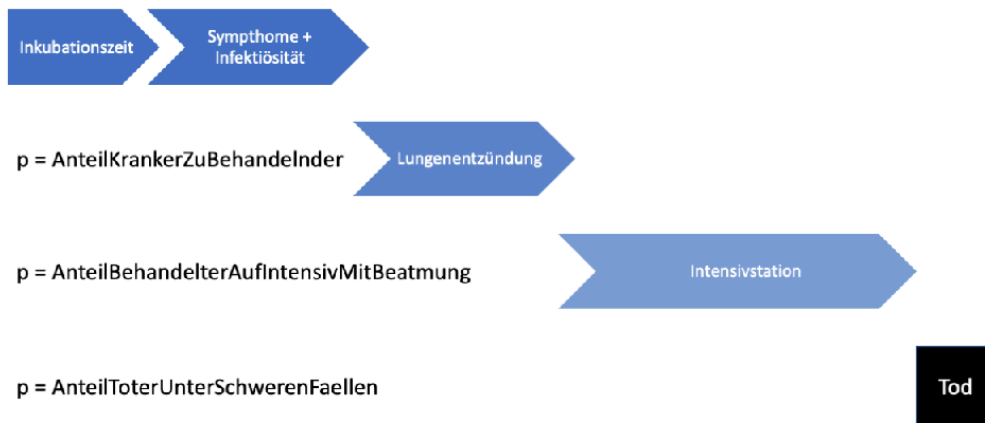 Inkubationszeit
Sympthome +
Infektiösität
p = AnteilKrankerZuBehandelnder
Lungenentzündung
p = AnteilBehandelterAufIntensivMitBeatmung
Intensivstation
p = AnteilToterUnterSchwerenFaellen
Tod